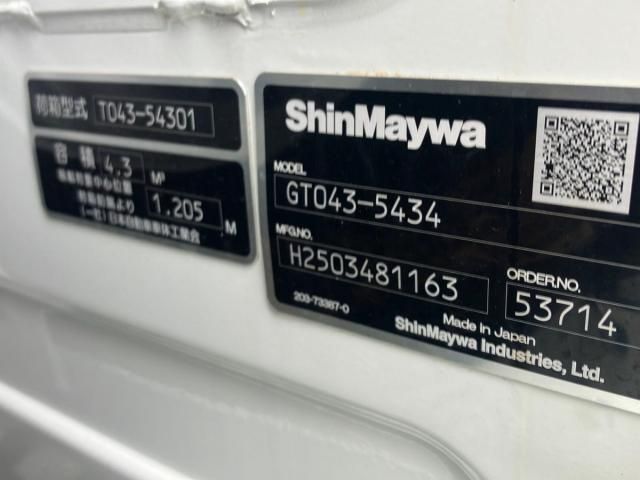 荷箱型式 T043-54301
容積 4.3 M³
1.205 M
(一社)日本自動車車体工業会
ShinMaywa
MODEL
GT043-5434
MFG.NO.
H2503481163
ORDER.NO.
53714
203-73387-0
Made in Japan
ShinMaywa Industries, Ltd.